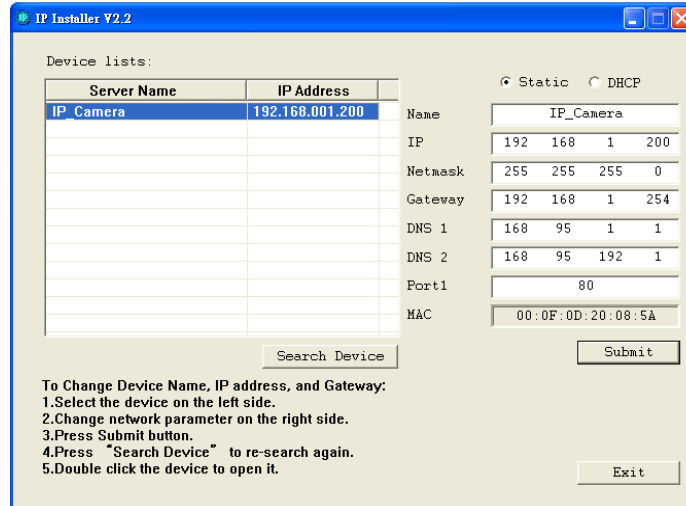 IP Installer V2.2
Device lists:
Server Name IP Address
IP_Camera 192.168.001.200
Static DHCP
Name IP_Camera
IP 192 168 1 200
Netmask 255 255 255 0
Gateway 192 168 1 254
DNS 1 168 95 1 1
DNS 2 168 95 192 1
Port1 80
MAC 00:0F:0D:20:08:5A
Search Device
Submit
To Change Device Name, IP address, and Gateway:
1.Select the device on the left side.
2.Change network parameter on the right side.
3.Press Submit button.
4.Press “Search Device” to re-search again.
5.Double click the device to open it.
Exit